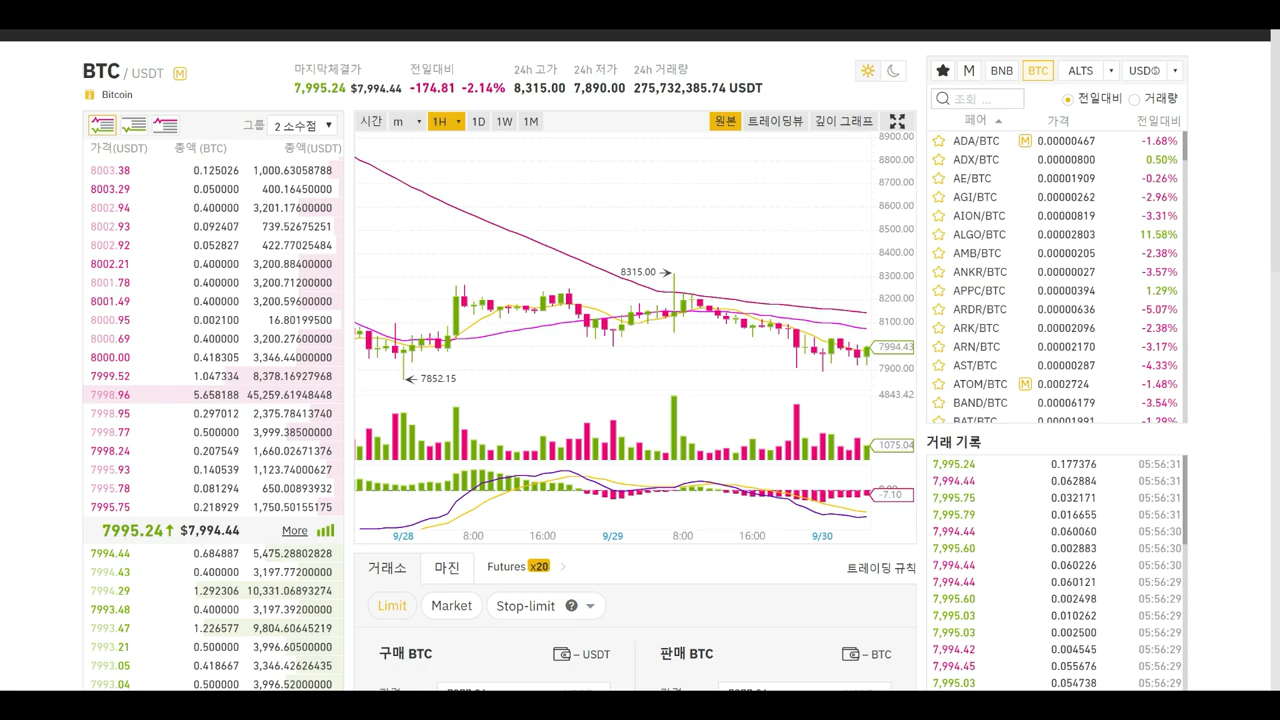 BTC / USDT M
Bitcoin
마지막체결가
7,995.24 $7,994.44
전일대비
-174.81 -2.14%
24h 고가
8,315.00
24h 저가
7,890.00
24h 거래량
275,732,385.74 USDT
그룹 2 소수점
가격(USDT) 총액 (BTC) 총액(USDT)
8003.38 0.125026 1,000.63058788
8003.29 0.050000 400.16450000
8002.94 0.400000 3,201.17600000
8002.93 0.092407 739.52675251
8002.92 0.052827 422.77025484
8002.21 0.400000 3,200.88400000
8001.78 0.400000 3,200.71200000
8001.49 0.400000 3,200.59600000
8000.95 0.002100 16.80199500
8000.69 0.400000 3,200.27600000
8000.00 0.418305 3,346.44000000
7999.52 1.047334 8,378.16927968
7998.96 5.658188 45,259.61948448
7998.95 0.297012 2,375.78413740
7998.77 0.500000 3,999.38500000
7998.24 0.007549 1,660.02671376
7995.93 0.140539 1,123.74000627
7995.78 0.081294 650.00893932
7995.75 0.218929 1,750.50155175
7995.24↑ $7,994.44 More
7994.44 0.684887 5,475.28802828
7994.43 0.400000 3,197.77200000
7994.29 1.292306 10,331.06893274
7993.48 0.400000 3,197.39200000
7993.47 1.226577 9,804.60645219
7993.21 0.500000 3,996.60500000
7993.05 0.418667 3,346.42626435
7993.04 0.500000 3,996.52000000
시간 m 1H 1D 1W 1M 원본 트레이딩뷰 깊이 그래프
8900.00
8800.00
8700.00
8600.00
8500.00
8400.00
8300.00
8200.00
8100.00
7994.43
7900.00
8315.00
7852.15
4843.42
1075.04
-7.10
9/28 8:00 16:00 9/29 8:00 16:00 9/30
거래소 마진 Futures x20 트레이딩 규칙
Limit Market Stop-limit ?
구매 BTC – USDT 판매 BTC – BTC
M BNB BTC ALTS USDⓈ
조회 ... 전일대비 거래량
페어 가격 전일대비
ADA/BTC M 0.00000467 -1.68%
ADX/BTC 0.00000800 0.50%
AE/BTC 0.00001909 -0.26%
AGI/BTC 0.00000262 -2.96%
AION/BTC 0.00000819 -3.31%
ALGO/BTC 0.00002803 11.58%
AMB/BTC 0.00000205 -2.38%
ANKR/BTC 0.00000027 -3.57%
APPC/BTC 0.00000394 1.29%
ARDR/BTC 0.00000636 -5.07%
ARK/BTC 0.00002096 -2.38%
ARN/BTC 0.00002170 -3.17%
AST/BTC 0.00000287 -4.33%
ATOM/BTC M 0.0002724 -1.48%
BAND/BTC 0.00006179 -3.54%
BAT/BTC 0.00001991 -1.29%
거래 기록
7,995.24 0.177376 05:56:31
7,994.44 0.062884 05:56:31
7,995.75 0.032171 05:56:31
7,995.79 0.016655 05:56:31
7,994.44 0.060060 05:56:31
7,995.60 0.002883 05:56:30
7,994.44 0.060226 05:56:30
7,994.44 0.060121 05:56:29
7,995.60 0.002498 05:56:29
7,995.03 0.010262 05:56:29
7,995.03 0.002500 05:56:29
7,994.42 0.004545 05:56:29
7,994.45 0.055676 05:56:29
7,995.03 0.054738 05:56:29